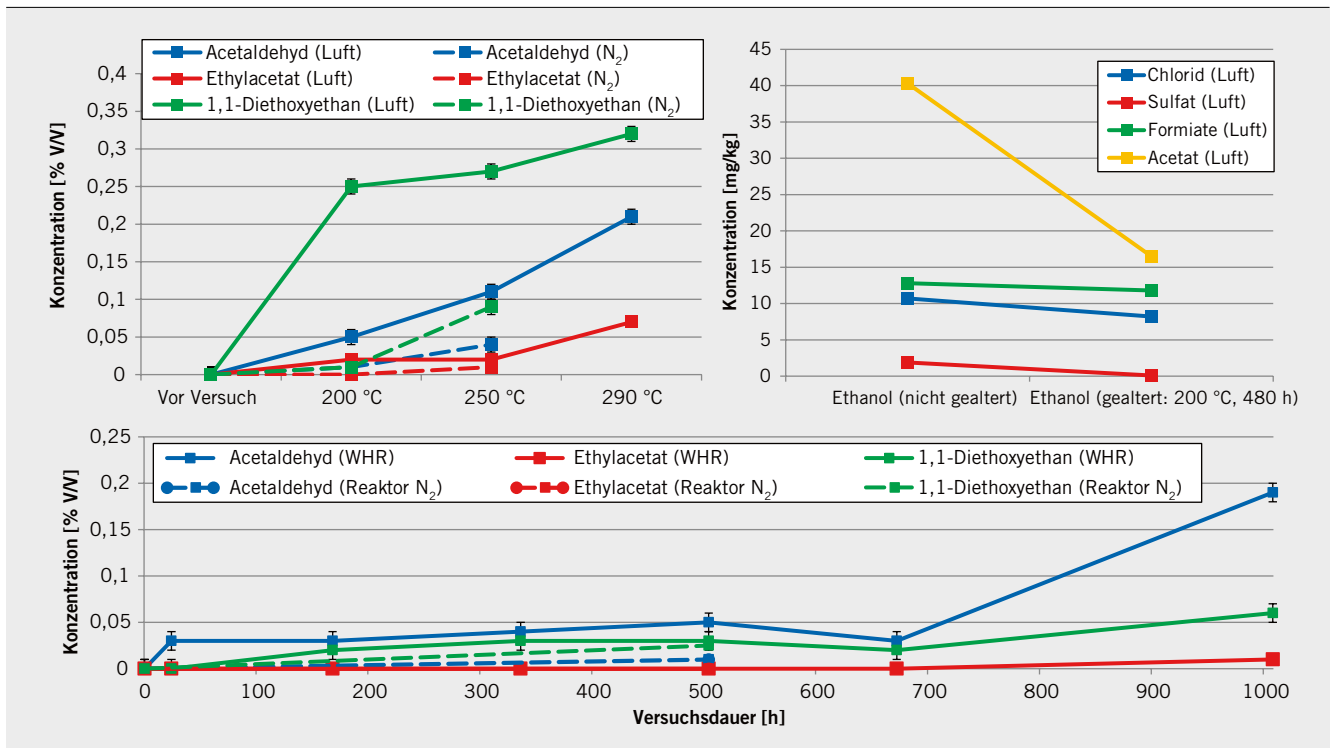 Acetaldehyd (Luft)
Acetaldehyd (N₂)
Ethylacetat (Luft)
Ethylacetat (N₂)
1,1-Diethoxyethan (Luft)
1,1-Diethoxyethan (N₂)
Konzentration [% V/V]
0,4
0,35
0,3
0,25
0,2
0,15
0,1
0,05
0
Vor Versuch
200 °C
250 °C
290 °C
Chlorid (Luft)
Sulfat (Luft)
Formiate (Luft)
Acetat (Luft)
Konzentration [mg/kg]
45
40
35
30
25
20
15
10
5
0
Ethanol (nicht gealtert)
Ethanol (gealtert: 200 °C, 480 h)
Acetaldehyd (WHR)
Ethylacetat (WHR)
1,1-Diethoxyethan (WHR)
Acetaldehyd (Reaktor N₂)
Ethylacetat (Reaktor N₂)
1,1-Diethoxyethan (Reaktor N₂)
Konzentration [% V/V]
0,25
0,2
0,15
0,1
0,05
0
0
100
200
300
400
500
600
700
800
900
1000
Versuchsdauer [h]